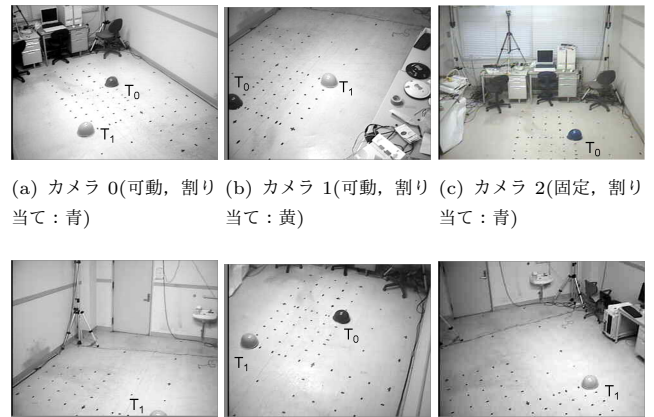 T0
T1
T0
T1
T0
(a) カメラ 0(可動，割り
当て：青)
(b) カメラ 1(可動，割り
当て：黄)
(c) カメラ 2(固定，割り
当て：青)
T1
T0
T1
T1